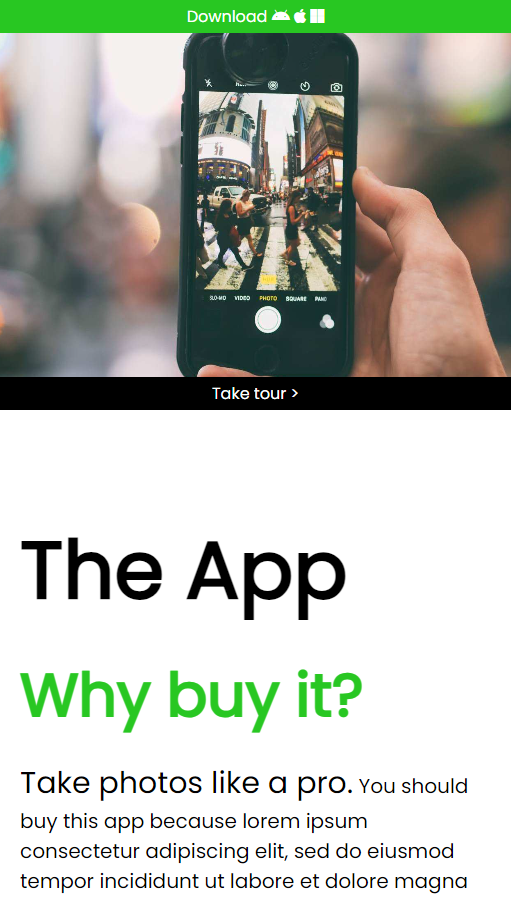 Download
SLO-MO VIDEO PHOTO SQUARE PANO
Take tour >
The App
Why buy it?
Take photos like a pro. You should
buy this app because lorem ipsum
consectetur adipiscing elit, sed do eiusmod
tempor incididunt ut labore et dolore magna